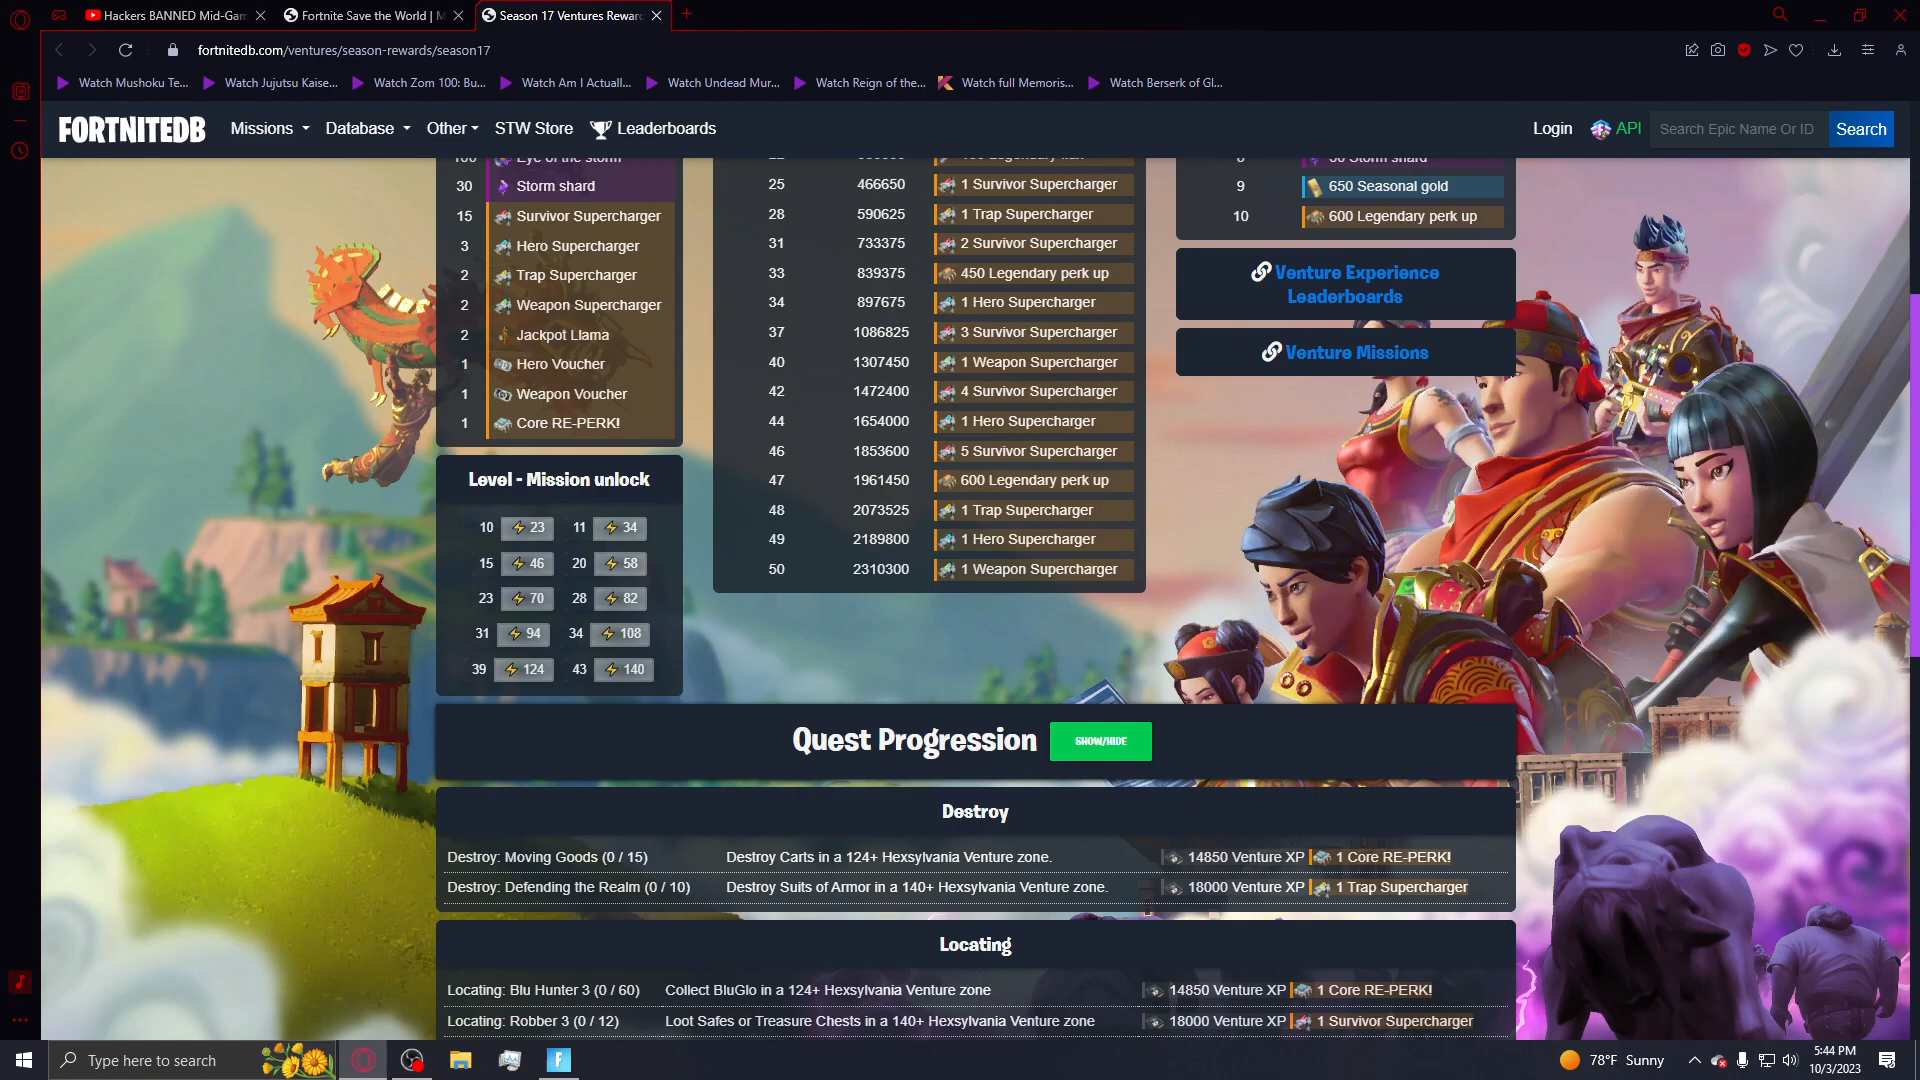 Hackers BANNED Mid-Gam
Fortnite Save the World | M
Season 17 Ventures Rewar
fortnitedb.com/ventures/season-rewards/season17
Watch Mushoku Te...
Watch Jujutsu Kaise...
Watch Zom 100: Bu...
Watch Am I Actuall...
Watch Undead Mur...
Watch Reign of the...
Watch full Memoris...
Watch Berserk of Gl...
FORTNITEDB
Missions
Database
Other
STW Store
Leaderboards
Login
API
Search Epic Name Or ID
Search
Eye of the storm
30 Storm shard
15 Survivor Supercharger
3 Hero Supercharger
2 Trap Supercharger
2 Weapon Supercharger
2 Jackpot Llama
1 Hero Voucher
1 Weapon Voucher
1 Core RE-PERK!
Level - Mission unlock
10 23 11 34
15 46 20 58
23 70 28 82
31 94 34 108
39 124 43 140
25 466650 1 Survivor Supercharger
28 590625 1 Trap Supercharger
31 733375 2 Survivor Supercharger
33 839375 450 Legendary perk up
34 897675 1 Hero Supercharger
37 1086825 3 Survivor Supercharger
40 1307450 1 Weapon Supercharger
42 1472400 4 Survivor Supercharger
44 1654000 1 Hero Supercharger
46 1853600 5 Survivor Supercharger
47 1961450 600 Legendary perk up
48 2073525 1 Trap Supercharger
49 2189800 1 Hero Supercharger
50 2310300 1 Weapon Supercharger
Storm shard
9 650 Seasonal gold
10 600 Legendary perk up
Venture Experience
Leaderboards
Venture Missions
Quest Progression
SHOW/HIDE
Destroy
Destroy: Moving Goods (0 / 15) Destroy Carts in a 124+ Hexsylvania Venture zone. 14850 Venture XP 1 Core RE-PERK!
Destroy: Defending the Realm (0 / 10) Destroy Suits of Armor in a 140+ Hexsylvania Venture zone. 18000 Venture XP 1 Trap Supercharger
Locating
Locating: Blu Hunter 3 (0 / 60) Collect BluGlo in a 124+ Hexsylvania Venture zone 14850 Venture XP 1 Core RE-PERK!
Locating: Robber 3 (0 / 12) Loot Safes or Treasure Chests in a 140+ Hexsylvania Venture zone 18000 Venture XP 1 Survivor Supercharger
Type here to search
78°F Sunny
5:44 PM
10/3/2023